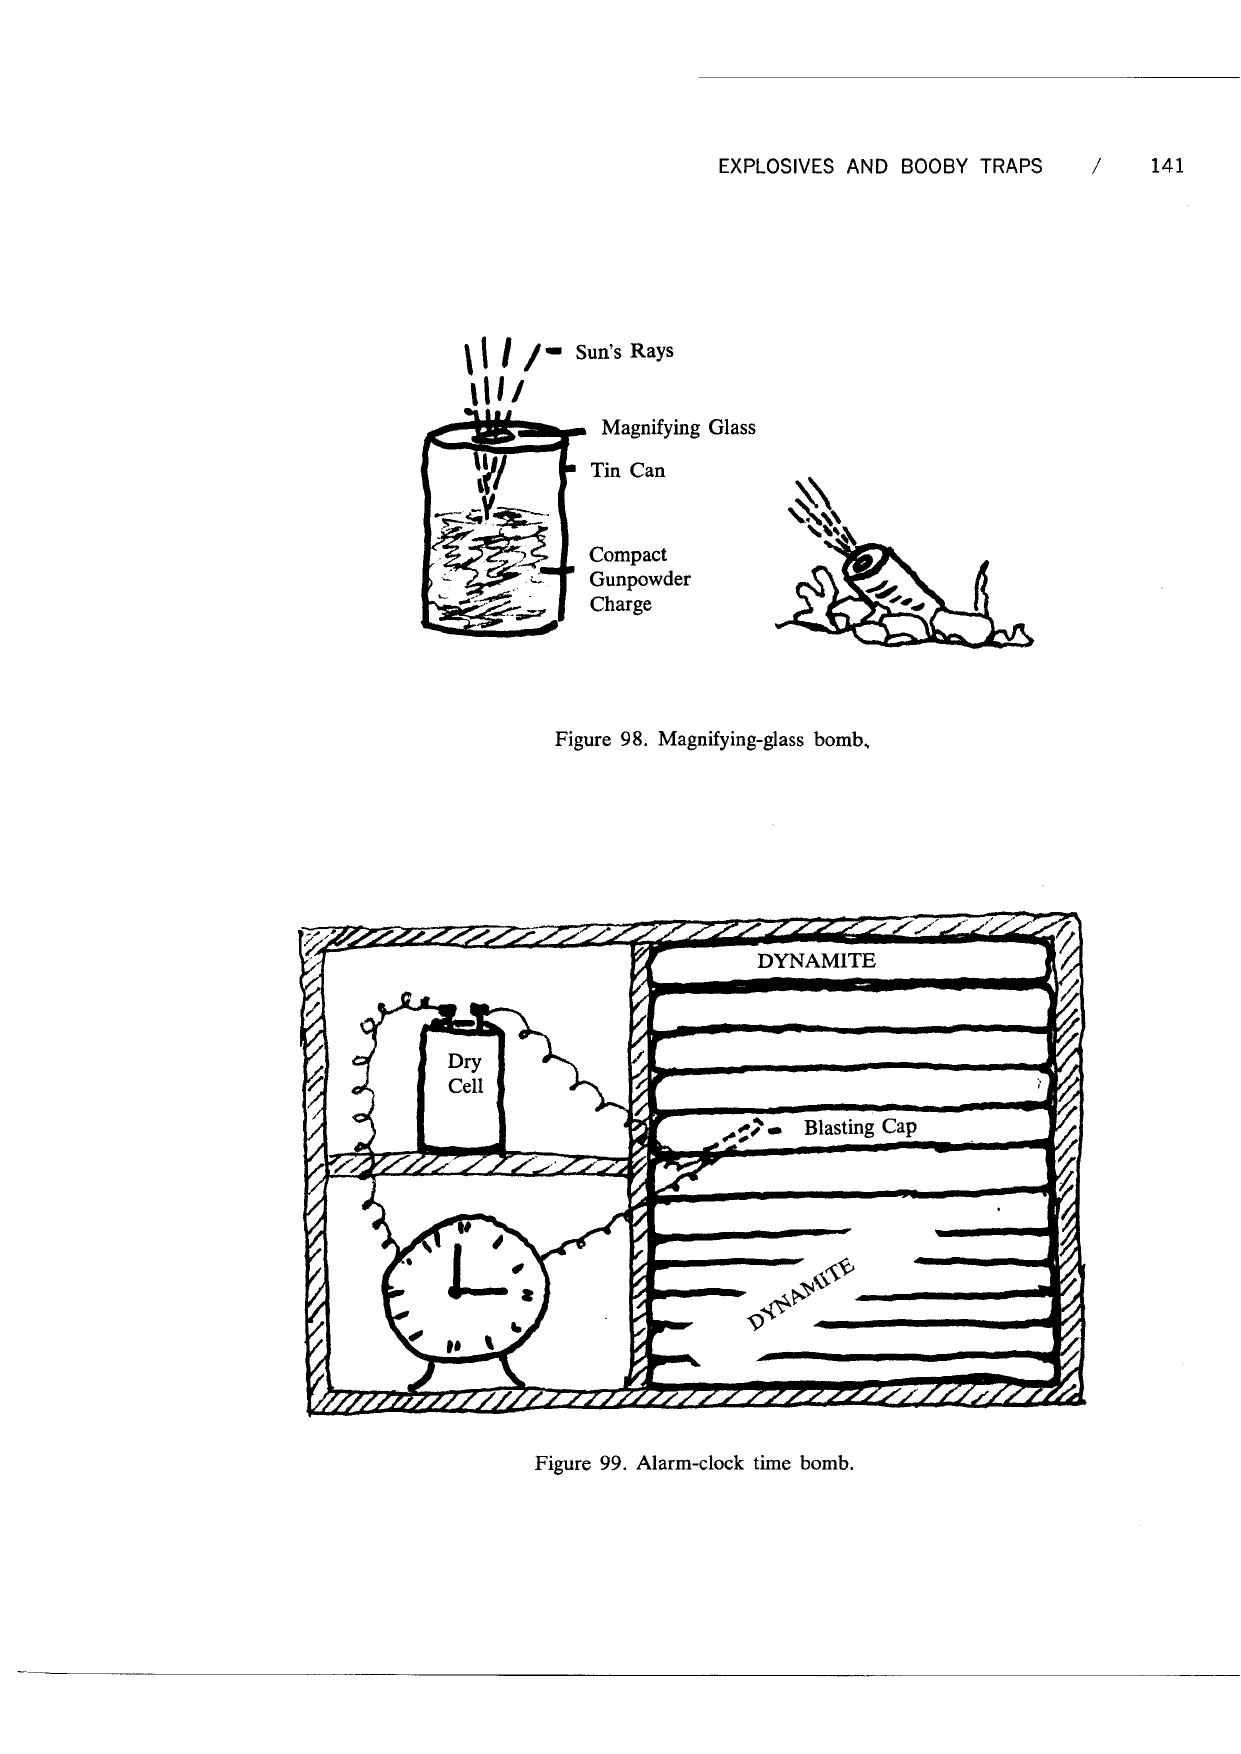 EXPLOSIVES AND BOOBY TRAPS / 141
Sun's Rays
Magnifying Glass
Tin Can
Compact
Gunpowder
Charge
Figure 98. Magnifying-glass bomb.
DYNAMITE
Dry
Cell
Blasting Cap
DYNAMITE
Figure 99. Alarm-clock time bomb.